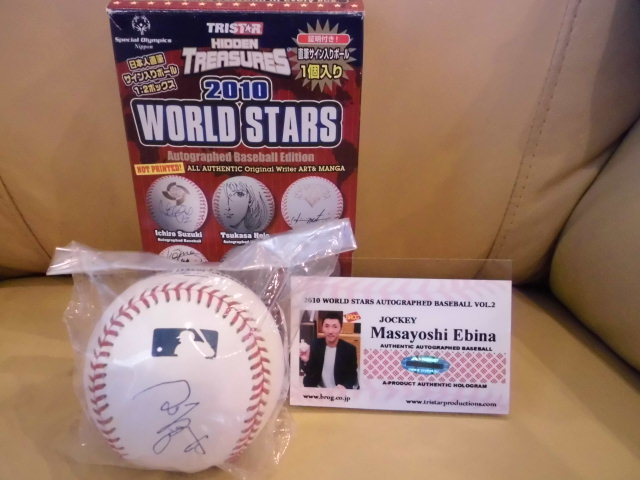 Special Olympics
Nippon
TRISTAR
HIDDEN
TREASURES
証明付き!
直筆サイン入りボール
1個入り
日本人直筆
サイン入りボール
1:2ボックス
2010
WORLD STARS
Autographed Baseball Edition
NOT PRINTED!
ALL AUTHENTIC Original Writer ART& MANGA
Ichiro Suzuki
Autographed Baseball
Tsukasa Hojo
2010 WORLD STARS AUTOGRAPHED BASEBALL VOL.2
JOCKEY
Masayoshi Ebina
AUTHENTIC AUTOGRAPHED BASEBALL
A-PRODUCT AUTHENTIC HOLOGRAM
www.brog.co.jp
www.tristarproductions.com